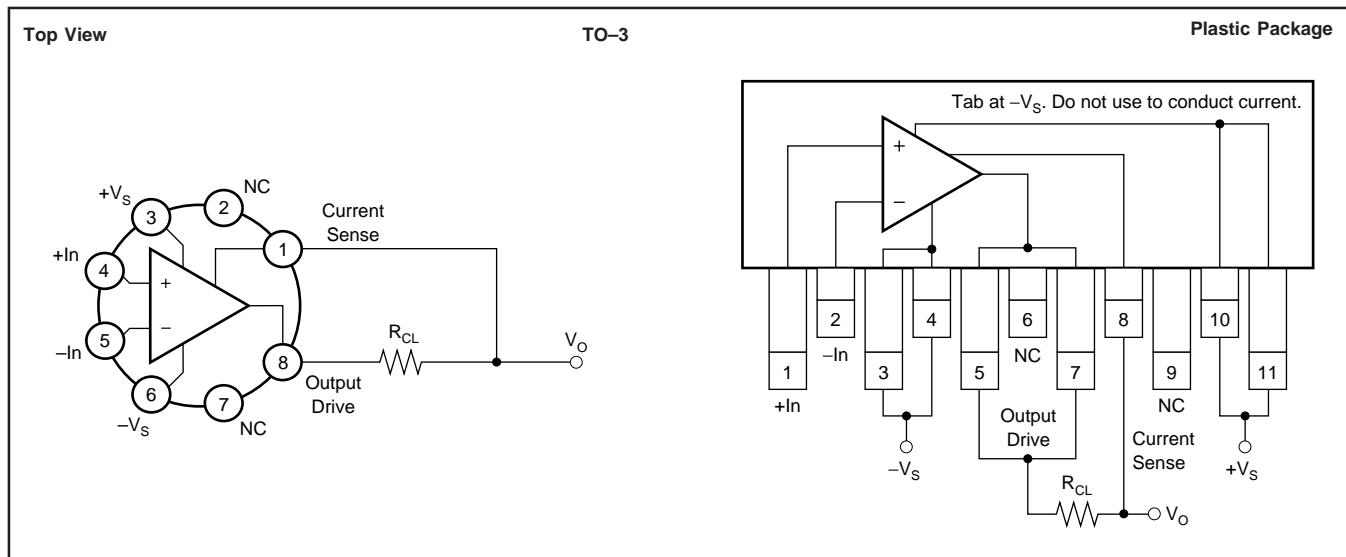 Top View
TO–3
Plastic Package
+VS
3
NC
2
Current
Sense
1
+In
4
+
–
–In
5
6
–VS
7
NC
8
Output
Drive
RCL
VO
Tab at –VS. Do not use to conduct current.
+
–
1
+In
2
–In
3
4
–VS
5
6
NC
7
Output
Drive
RCL
8
Current
Sense
VO
9
NC
10
11
+VS